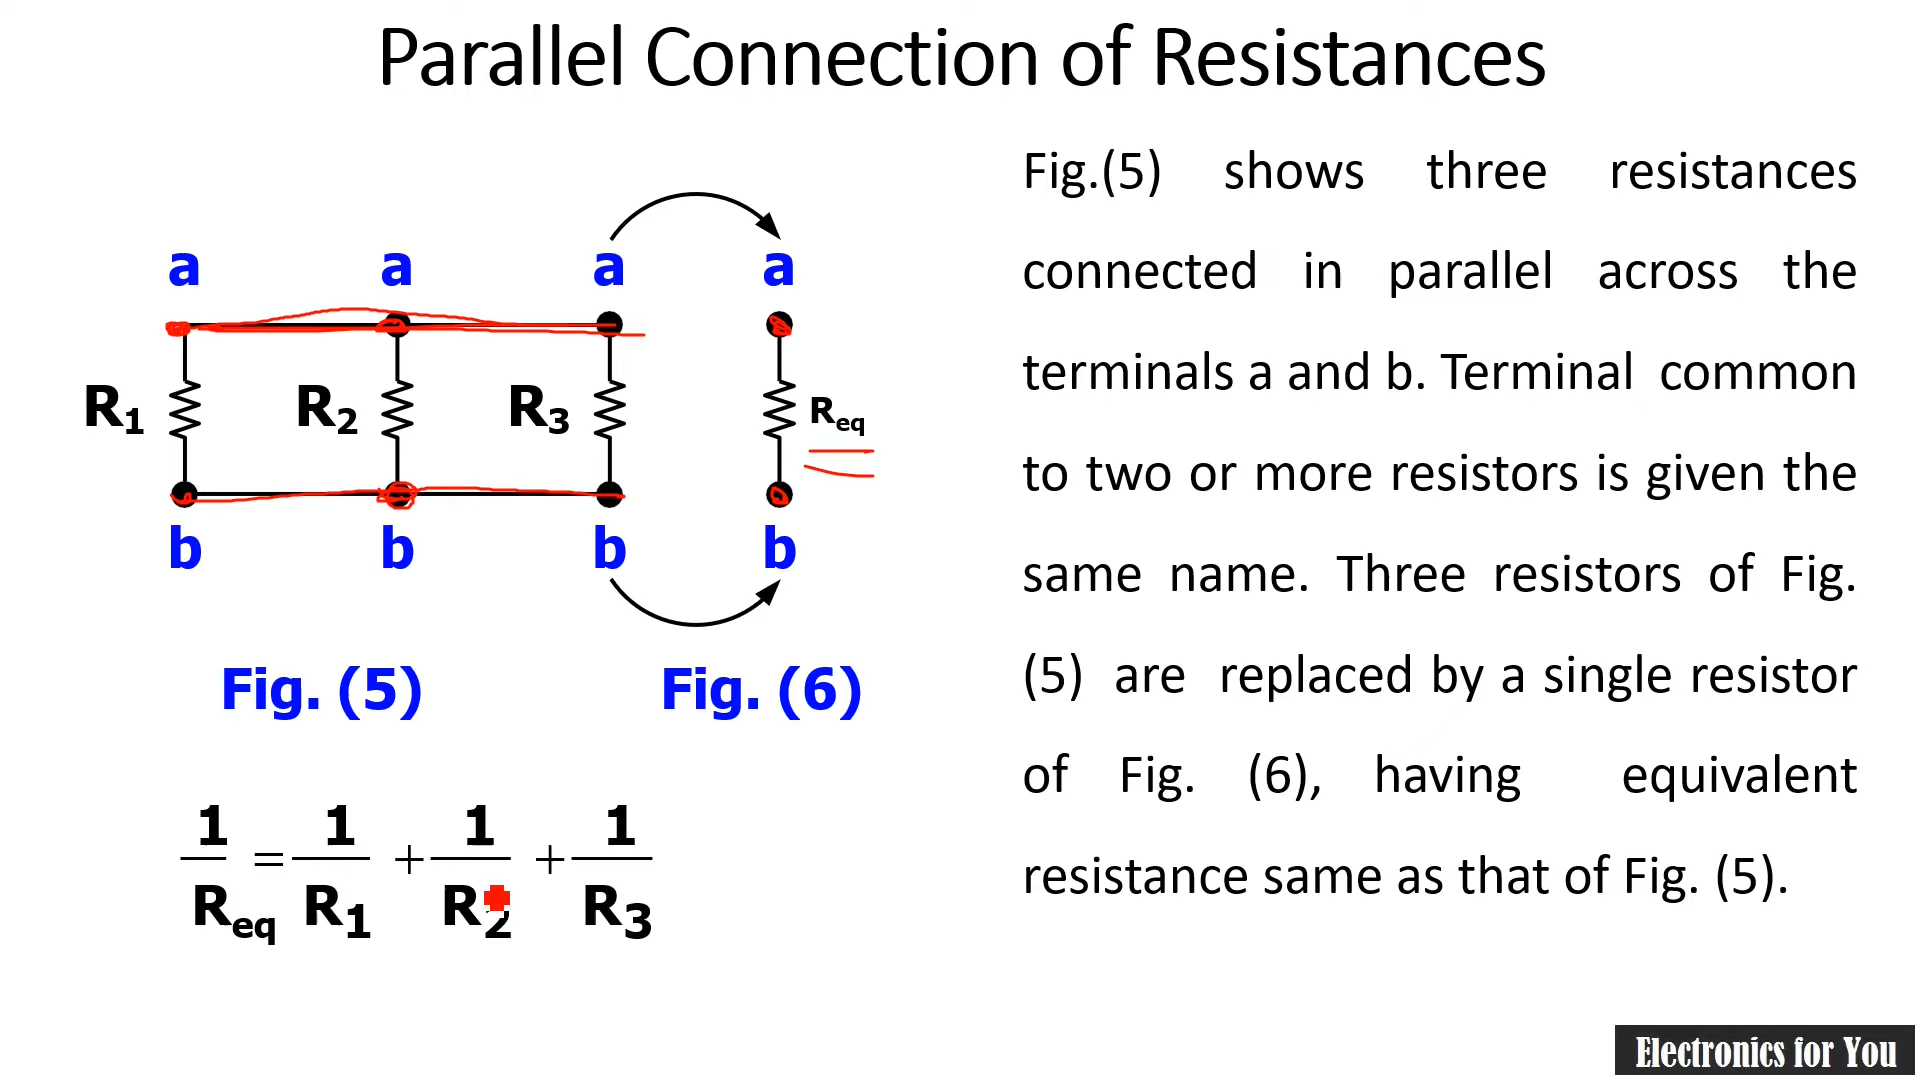 Parallel Connection of Resistances
a a a a
R1 R2 R3 Req
b b b b
Fig. (5) Fig. (6)
1/Req = 1/R1 + 1/R2 + 1/R3
Fig.(5) shows three resistances
connected in parallel across the
terminals a and b. Terminal common
to two or more resistors is given the
same name. Three resistors of Fig.
(5) are replaced by a single resistor
of Fig. (6), having equivalent
resistance same as that of Fig. (5).
Electronics for You